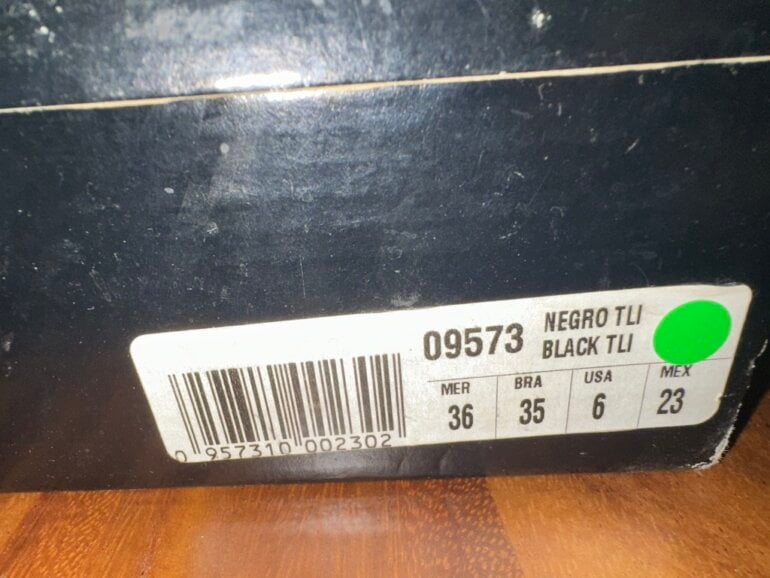 09573 NEGRO TLI
BLACK TLI
MER BRA USA MEX
36 35 6 23
0 957310 002302